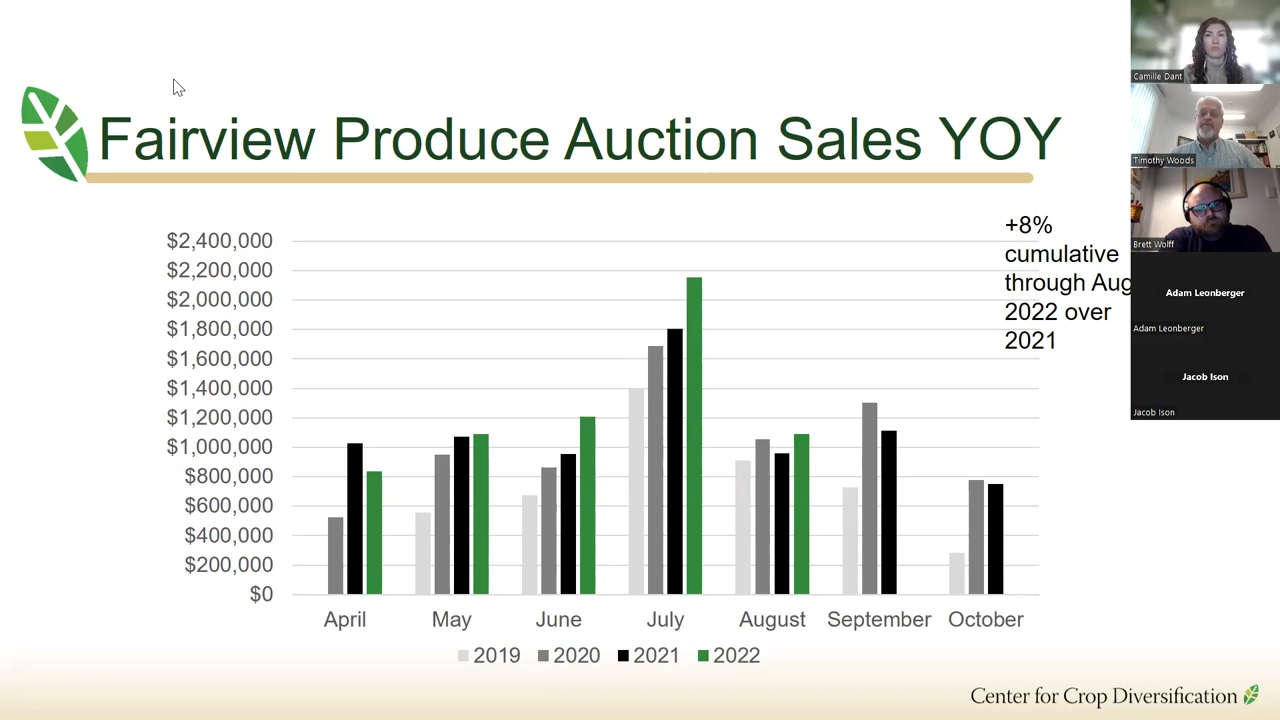 Fairview Produce Auction Sales YOY
+8%
cumulative
through Aug
2022 over
2021
$2,400,000
$2,200,000
$2,000,000
$1,800,000
$1,600,000
$1,400,000
$1,200,000
$1,000,000
$800,000
$600,000
$400,000
$200,000
$0
April May June July August September October
2019 2020 2021 2022
Center for Crop Diversification
Camille Dant
Timothy Woods
Brett Wolff
Adam Leonberger
Adam Leonberger
Jacob Ison
Jacob Ison